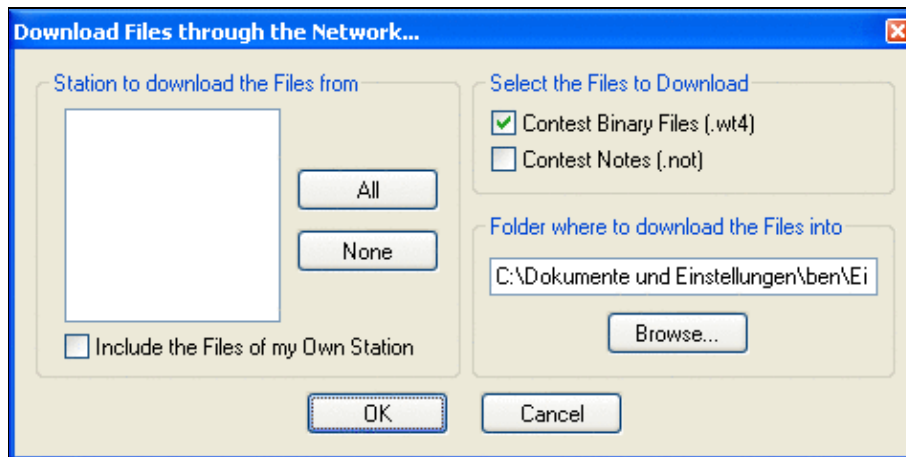 Download Files through the Network...
Station to download the Files from
All
None
Include the Files of my Own Station
Select the Files to Download
Contest Binary Files (.wt4)
Contest Notes (.not)
Folder where to download the Files into
C:\Dokumente und Einstellungen\ben\Ei
Browse...
OK
Cancel